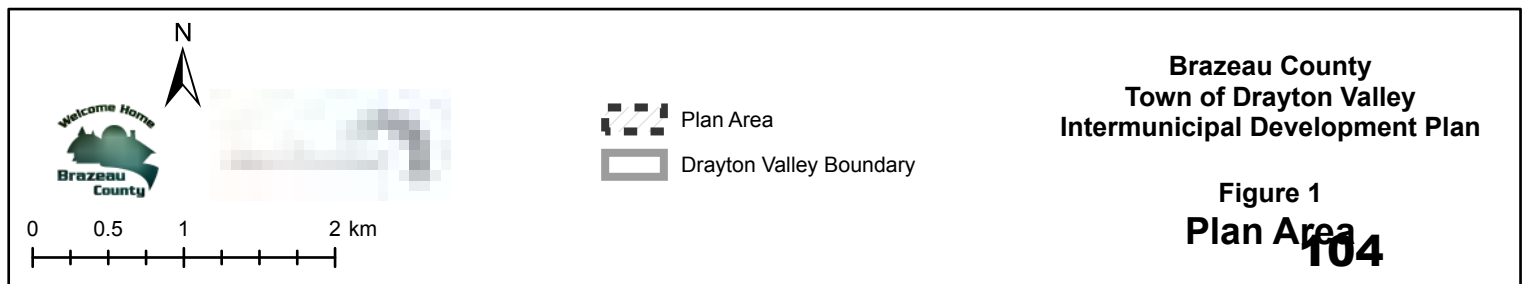 N
Welcome Home
Brazeau
County
0 0.5 1 2 km
Plan Area
Drayton Valley Boundary
Brazeau County
Town of Drayton Valley
Intermunicipal Development Plan
Figure 1
Plan Area
104